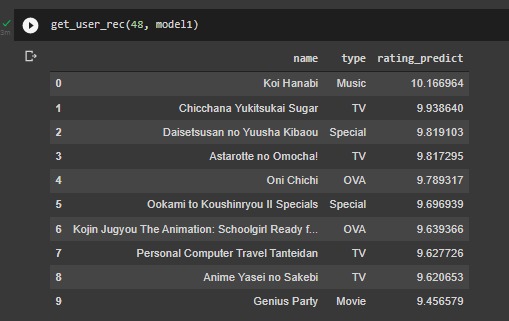 get_user_rec(48, model1)
3m
name type rating_predict
0 Koi Hanabi Music 10.166964
1 Chicchana Yukitsukai Sugar TV 9.938640
2 Daisetsusan no Yuusha Kibaou Special 9.819103
3 Astarotte no Omocha! TV 9.817295
4 Oni Chichi OVA 9.789317
5 Ookami to Koushinryou II Specials Special 9.696939
6 Kojin Jugyou The Animation: Schoolgirl Ready f... OVA 9.639366
7 Personal Computer Travel Tanteidan TV 9.627726
8 Anime Yasei no Sakebi TV 9.620653
9 Genius Party Movie 9.456579